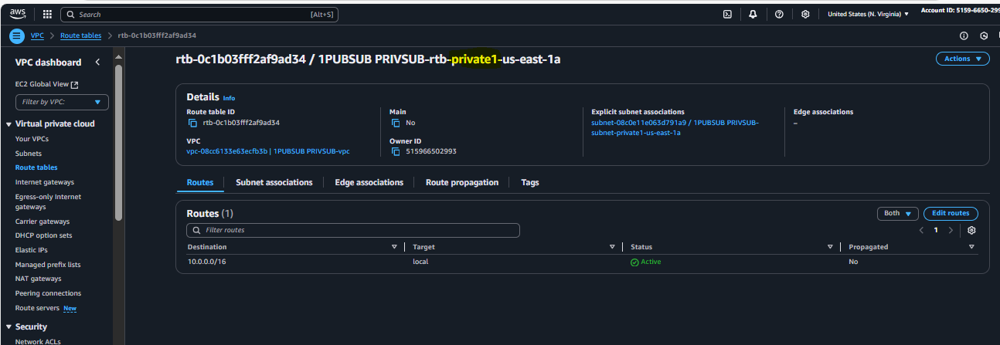 aws Search [Alt+S] United States (N. Virginia) ▼ Account ID: 5159-6650-299
VPC > Route tables > rtb-0c1b03fff2af9ad34
VPC dashboard
EC2 Global View
Filter by VPC:
Virtual private cloud
Your VPCs
Subnets
Route tables
Internet gateways
Egress-only Internet
gateways
Carrier gateways
DHCP option sets
Elastic IPs
Managed prefix lists
NAT gateways
Peering connections
Route servers New
Security
Network ACLs
rtb-0c1b03fff2af9ad34 / 1PUBSUB PRIVSUB-rtb-private1-us-east-1a
Actions ▼
Details Info
Route table ID
rtb-0c1b03fff2af9ad34
VPC
vpc-08cc6133e63ecfb3b | 1PUBSUB PRIVSUB-vpc
Main
No
Owner ID
515966502993
Explicit subnet associations
subnet-08c0e11e063d791a9 / 1PUBSUB PRIVSUB-
subnet-private1-us-east-1a
Edge associations
–
Routes Subnet associations Edge associations Route propagation Tags
Routes (1)
Both ▼ Edit routes
Filter routes
< 1 >
Destination Target Status Propagated
10.0.0.0/16 local Active No